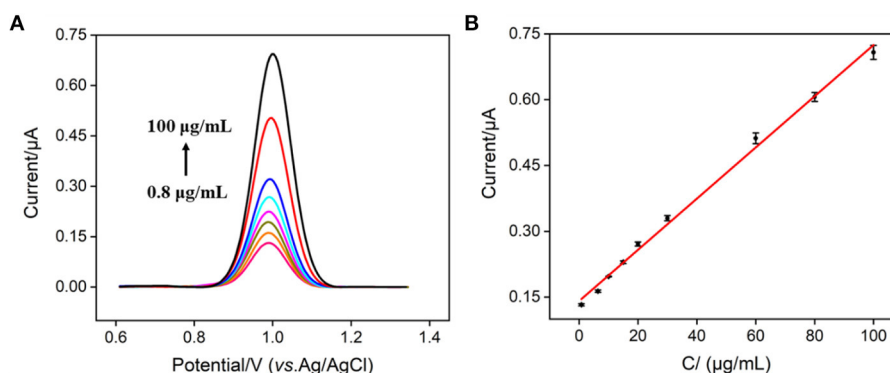 A
0.75
0.60
0.45
0.30
0.15
0.00
Current/μA
100 μg/mL
0.8 μg/mL
0.6
0.8
1.0
1.2
1.4
Potential/V (vs.Ag/AgCl)
B
0.75
0.60
0.45
0.30
0.15
Current/μA
0
20
40
60
80
100
C/ (μg/mL)